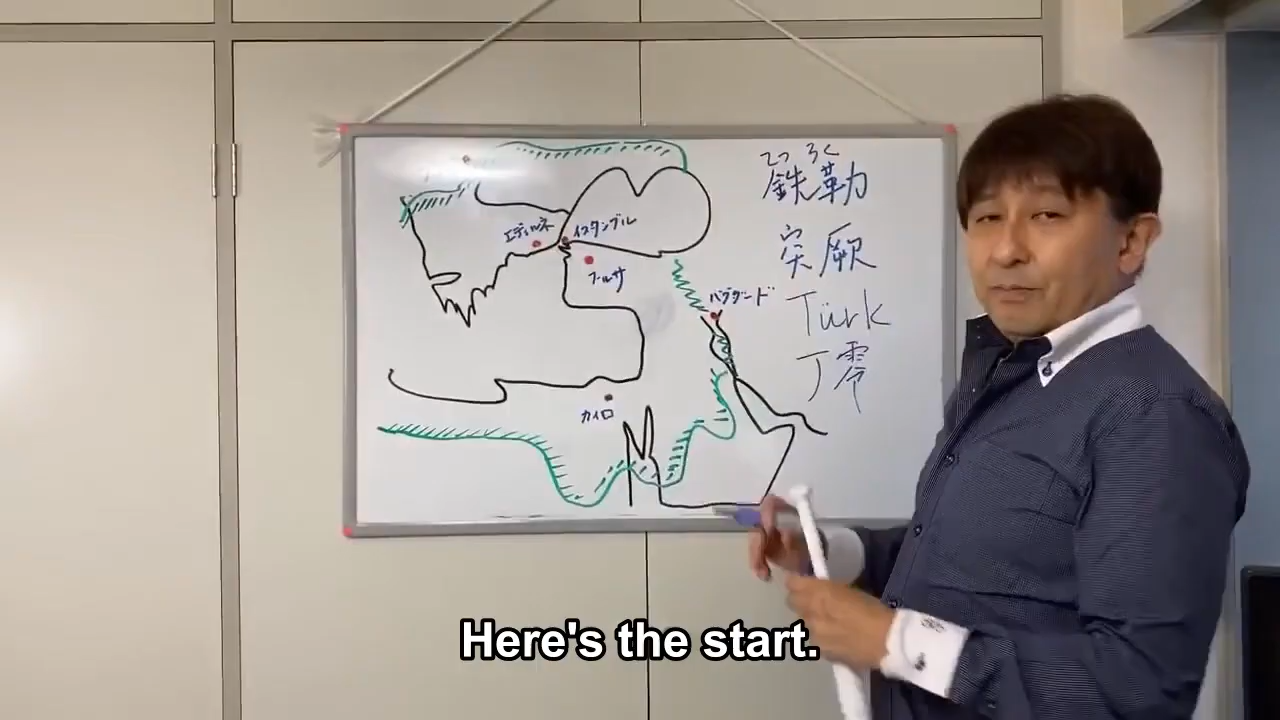 エディルネ
イスタンブル
ブルサ
バグダード
カイロ
てつ ろく
鉄勒
突厥
Türk
丁零
Here's the start.